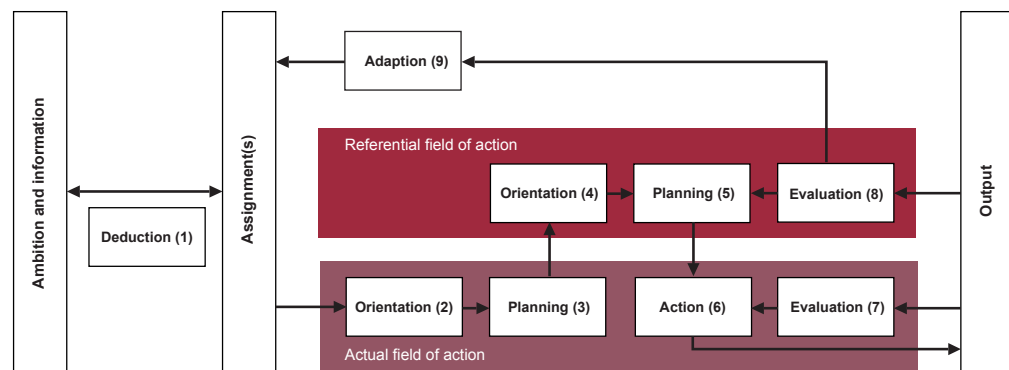 Ambition and information
Deduction (1)
Assignment(s)
Adaption (9)
Referential field of action
Orientation (4)
Planning (5)
Evaluation (8)
Orientation (2)
Planning (3)
Action (6)
Evaluation (7)
Actual field of action
Output